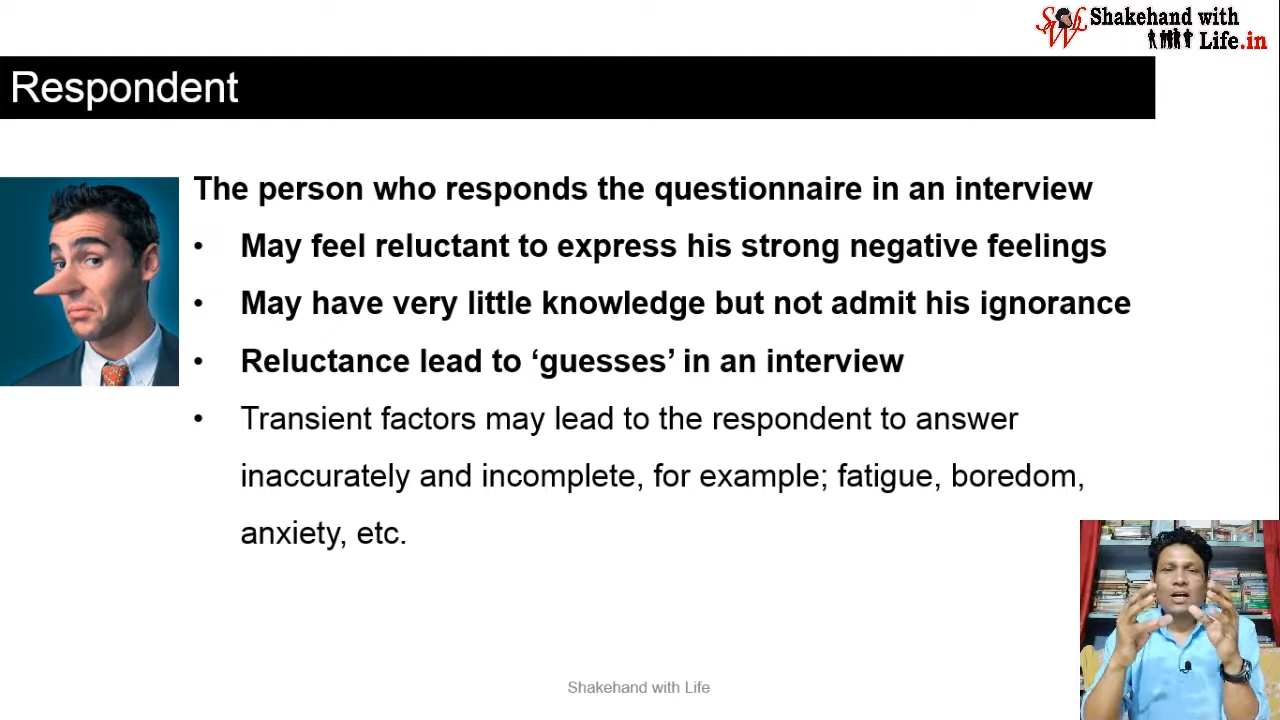 Shakehand with
Life.in
Respondent
The person who responds the questionnaire in an interview
• May feel reluctant to express his strong negative feelings
• May have very little knowledge but not admit his ignorance
• Reluctance lead to ‘guesses’ in an interview
• Transient factors may lead to the respondent to answer
inaccurately and incomplete, for example; fatigue, boredom,
anxiety, etc.
Shakehand with Life